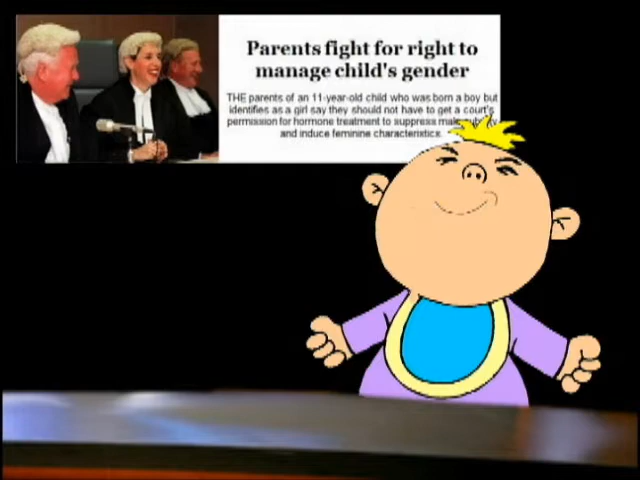 Parents fight for right to
manage child's gender
THE parents of an 11-year-old child who was born a boy but
identifies as a girl say they should not have to get a court's
permission for hormone treatment to suppress male
and induce feminine characteristics.